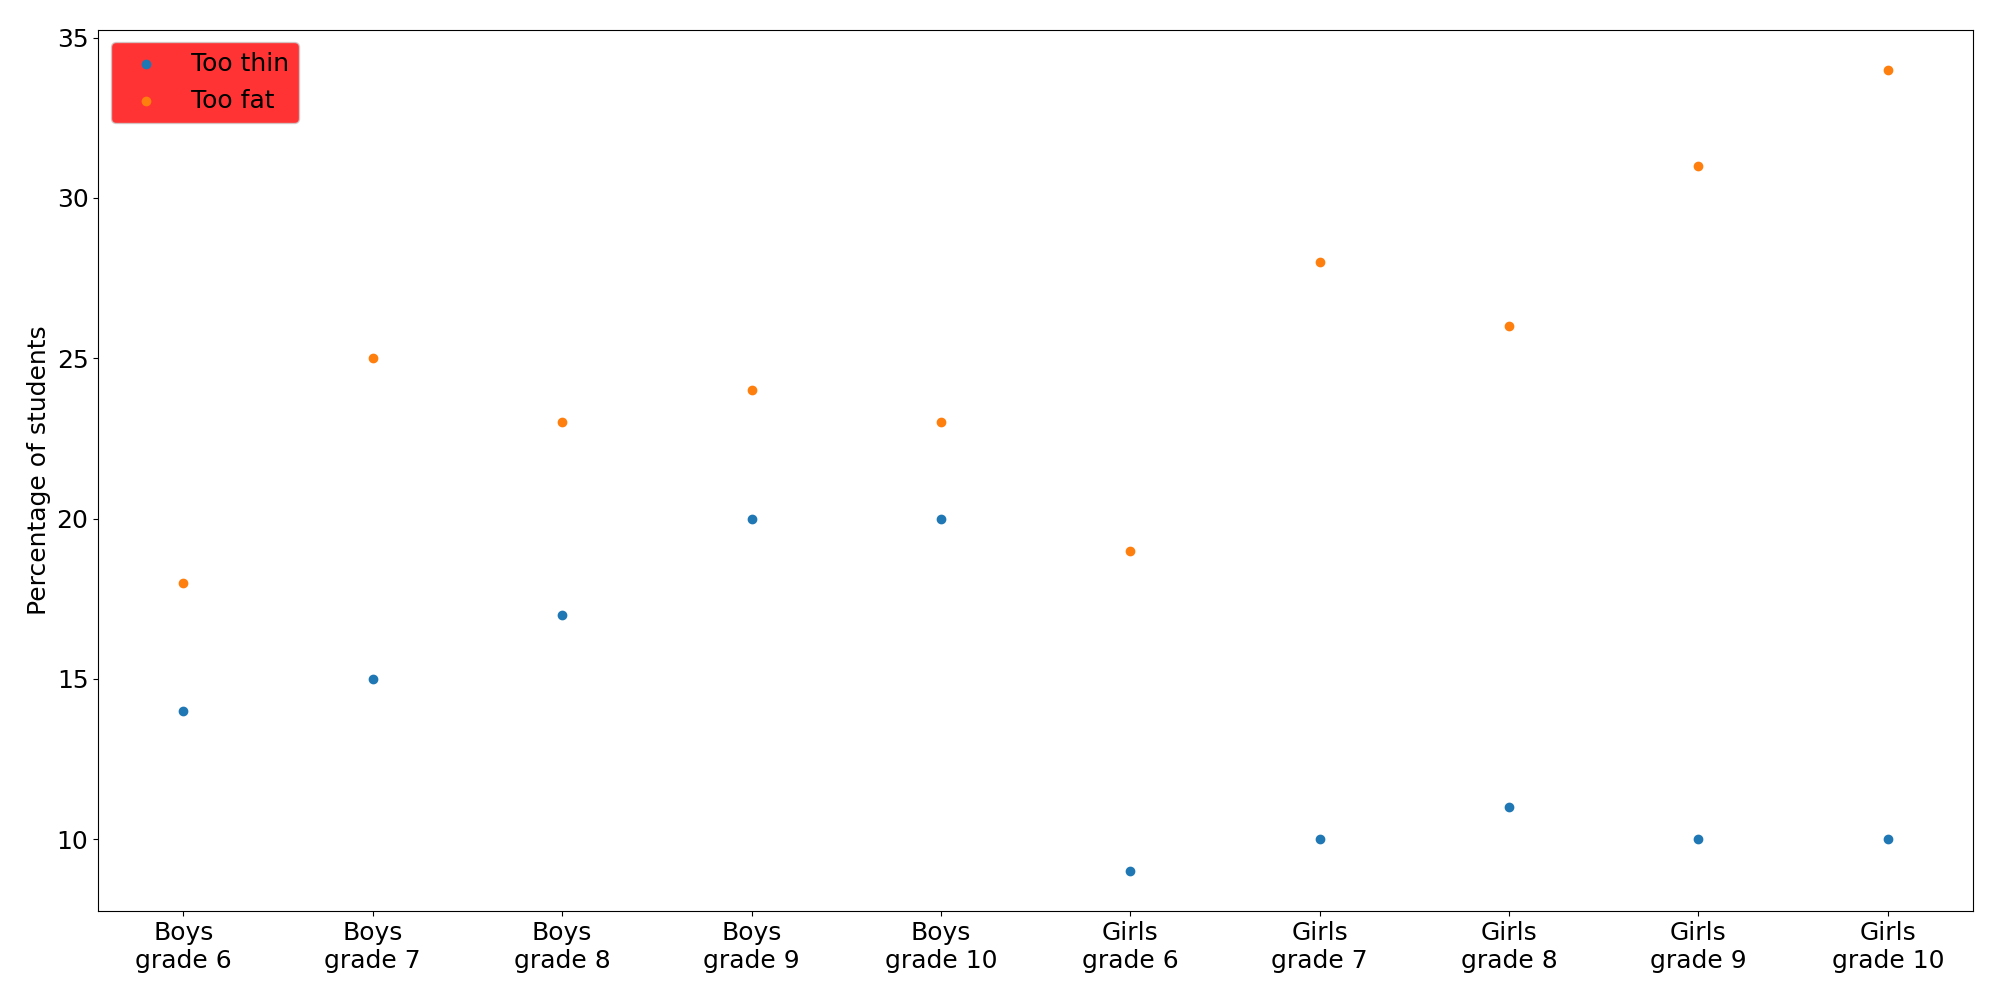 Too thin
Too fat
Percentage of students
35
30
25
20
15
10
Boys grade 6
Boys grade 7
Boys grade 8
Boys grade 9
Boys grade 10
Girls grade 6
Girls grade 7
Girls grade 8
Girls grade 9
Girls grade 10